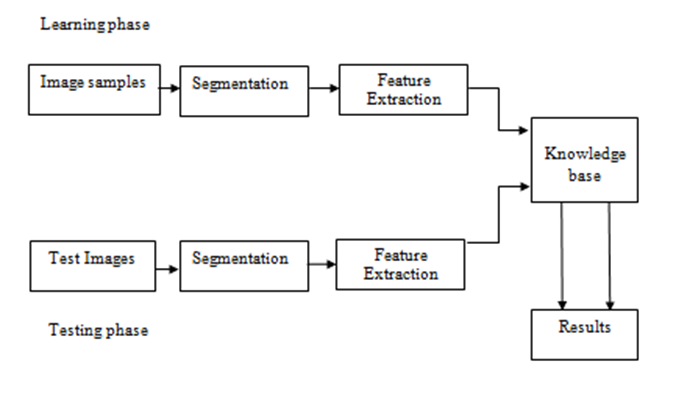 Learning phase
Image samples
Segmentation
Feature
Extraction
Knowledge
base
Test Images
Segmentation
Feature
Extraction
Testing phase
Results